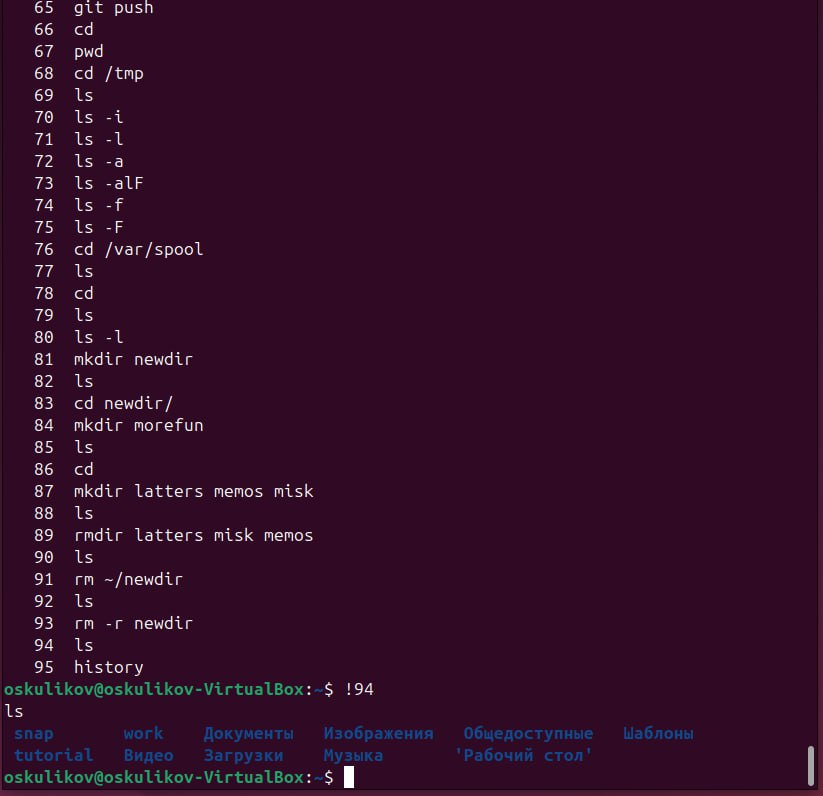 65 git push
66 cd
67 pwd
68 cd /tmp
69 ls
70 ls -i
71 ls -l
72 ls -a
73 ls -alF
74 ls -f
75 ls -F
76 cd /var/spool
77 ls
78 cd
79 ls
80 ls -l
81 mkdir newdir
82 ls
83 cd newdir/
84 mkdir morefun
85 ls
86 cd
87 mkdir latters memos misk
88 ls
89 rmdir latters misk memos
90 ls
91 rm ~/newdir
92 ls
93 rm -r newdir
94 ls
95 history
oskulikov@oskulikov-VirtualBox:~$ !94
ls
snap work Документы Изображения Общедоступные Шаблоны
tutorial Видео Загрузки Музыка 'Рабочий стол'
oskulikov@oskulikov-VirtualBox:~$